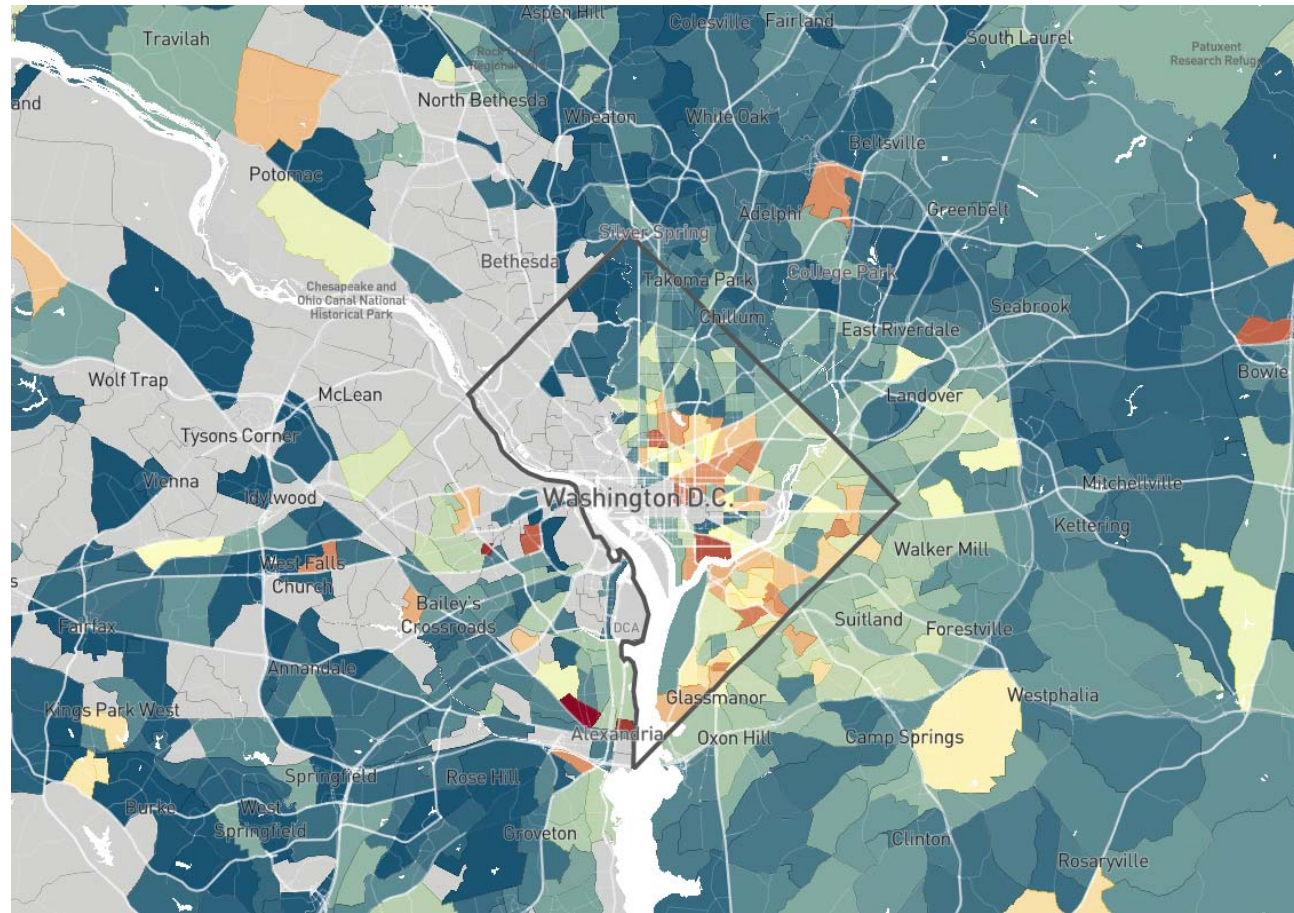 Aspen Hill
Colesville
Fairland
Travilah
South Laurel
Patuxent
Research Refug
Regional
North Bethesda
Wheaton
White Oak
Beltsville
Potomac
Adelphi
Greenbelt
Silver Spring
Bethesda
Takoma Park
College Park
Chesapeake and
Ohio Canal National
Historical Park
Seabrook
Chillum
East Riverdale
Wolf Trap
McLean
Bowie
Landover
Tysons Corner
Vienna
Idylwood
Washington D.C.
Mitchellville
Kettering
West Falls
Church
Walker Mill
Bailey's
Crossroads
Fairfax
DCA
Suitland
Forestville
Annandale
Kings Park West
Glassmanor
Westphalia
Alexandria
Oxon Hill
Camp Springs
Springfield
Rose Hill
Burke
West
Springfield
Groveton
Clinton
Rosaryville